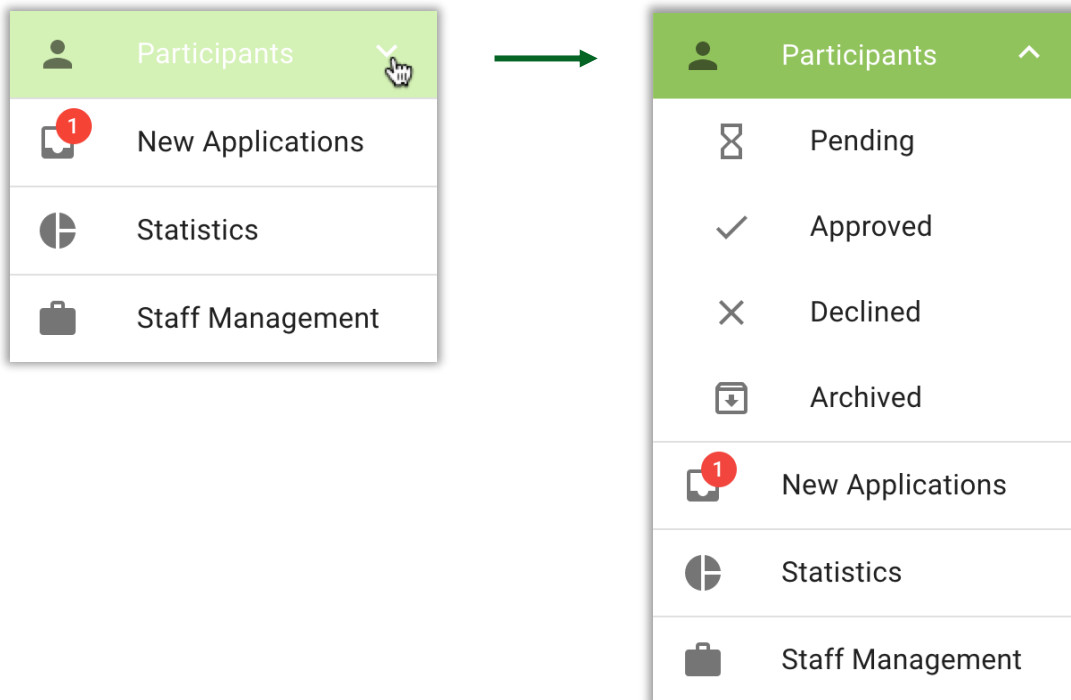 Participants
1
New Applications
Statistics
Staff Management
Participants
Pending
Approved
Declined
Archived
1
New Applications
Statistics
Staff Management